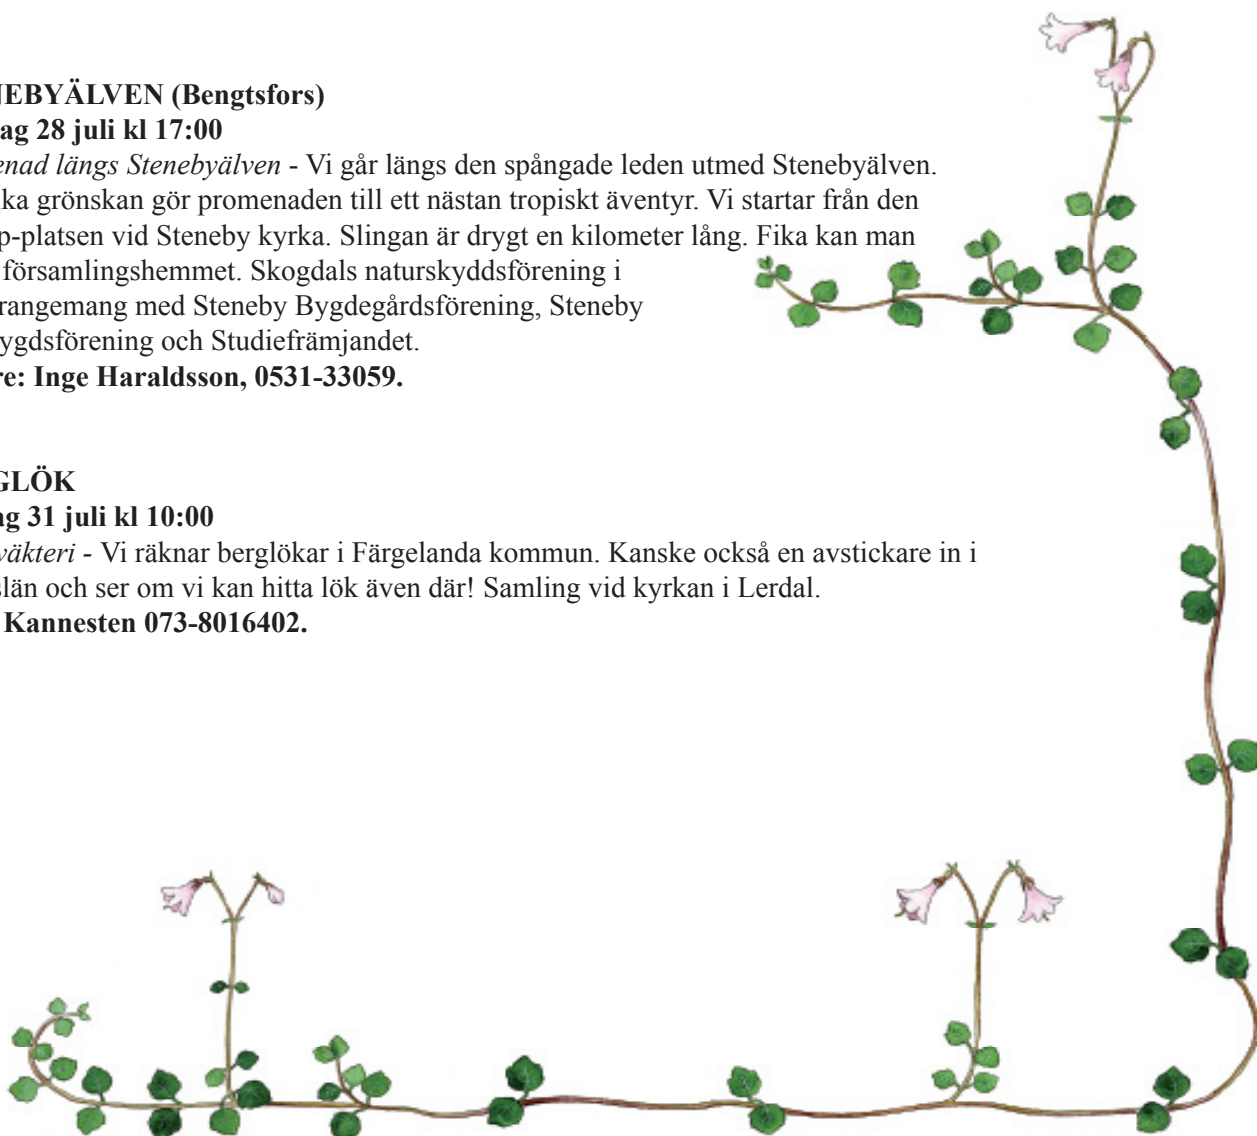 NEBYÄLVEN (Bengtsfors)
ag 28 juli kl 17:00
enad längs Stenebyälven - Vi går längs den spångade leden utmed Stenebyälven.
ka grönskan gör promenaden till ett nästan tropiskt äventyr. Vi startar från den
p-platsen vid Steneby kyrka. Slingan är drygt en kilometer lång. Fika kan man
församlingshemmet. Skogdals naturskyddsförening i
rangemang med Steneby Bygdegårdsförening, Steneby
ygdsförening och Studiefrämjandet.
re: Inge Haraldsson, 0531-33059.
GLÖK
ag 31 juli kl 10:00
väkteri - Vi räknar berglökar i Färgelanda kommun. Kanske också en avstickare in i
slän och ser om vi kan hitta lök även där! Samling vid kyrkan i Lerdal.
Kannesten 073-8016402.